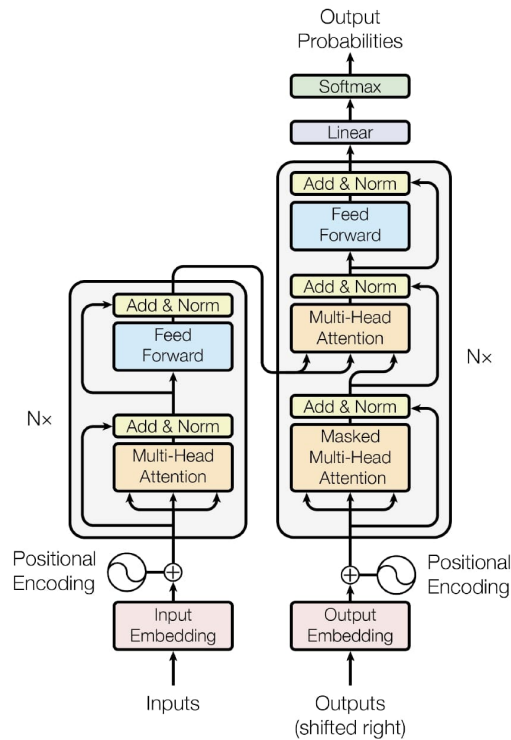 Output
Probabilities
Softmax
Linear
Add & Norm
Feed
Forward
Add & Norm
Multi-Head
Attention
Add & Norm
Masked
Multi-Head
Attention
N×
Add & Norm
Feed
Forward
Add & Norm
Multi-Head
Attention
N×
Positional
Encoding
Positional
Encoding
Input
Embedding
Output
Embedding
Inputs
Outputs
(shifted right)